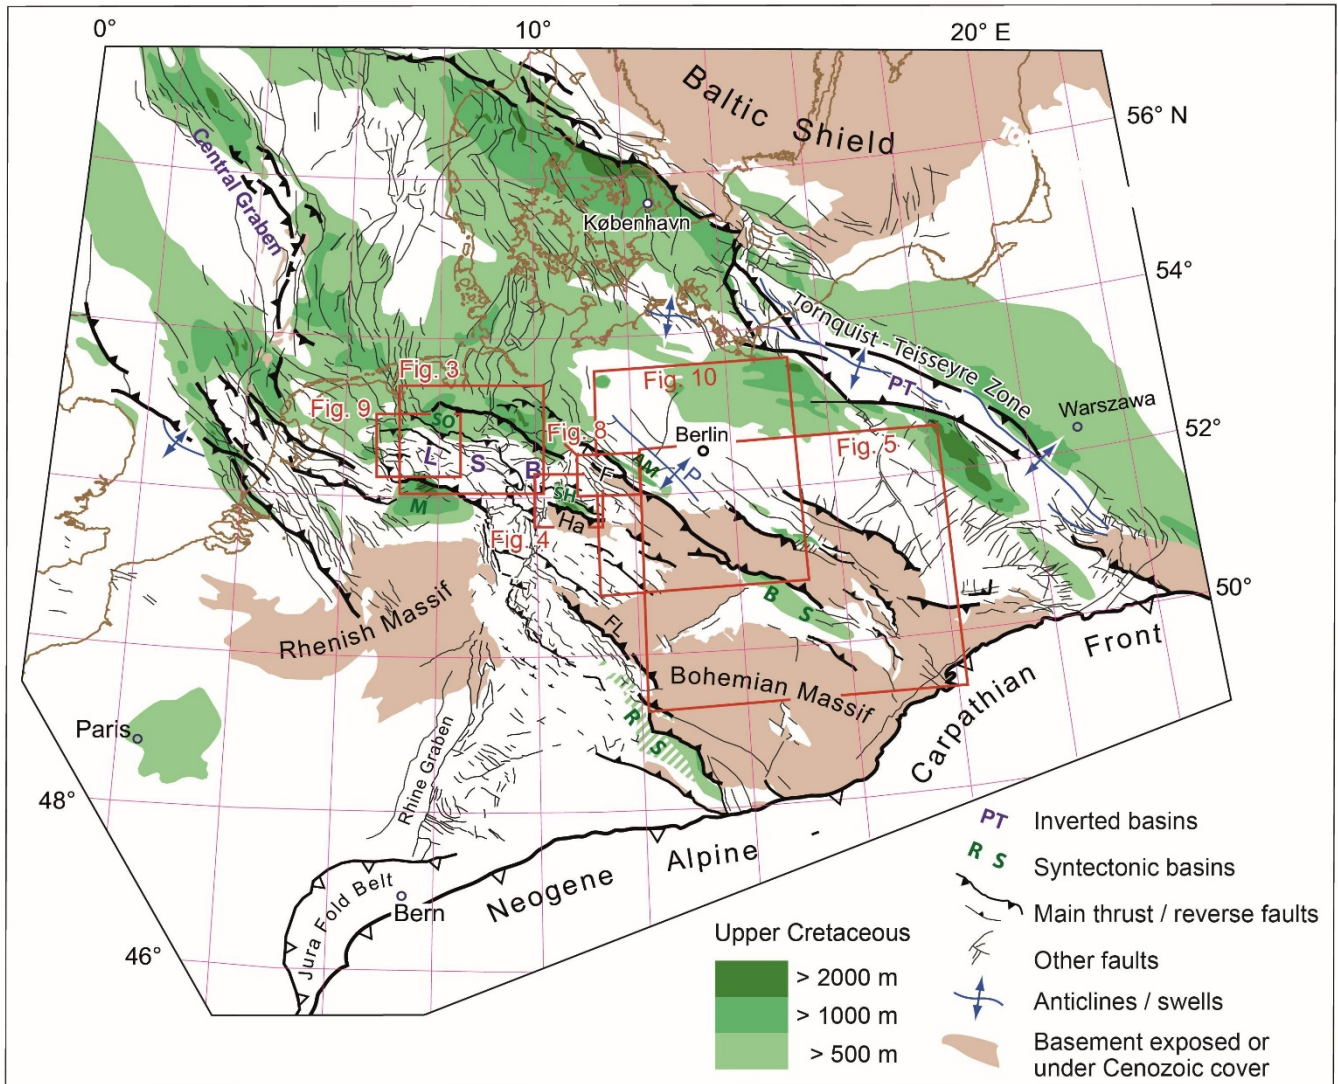 0°
10°
20° E
Baltic Shield
To
56° N
Central Graben
København
54°
Tornquist - Teisseyre Zone
Fig. 3
Fig. 10
PT
Warszawa
Fig. 9
SO
Fig. 8
Berlin
Fig. 5
52°
L S B
F
M
P
M
SH
Ha
Fig. 4
50°
B S
Rhenish Massif
FL
Bohemian Massif
Front
Carpathian
R S
Paris
Rhine Graben
48°
Alpine
Neogene
Jura Fold Belt
Bern
46°
PT Inverted basins
R S Syntectonic basins
Main thrust / reverse faults
Other faults
Anticlines / swells
Basement exposed or
under Cenozoic cover
Upper Cretaceous
> 2000 m
> 1000 m
> 500 m